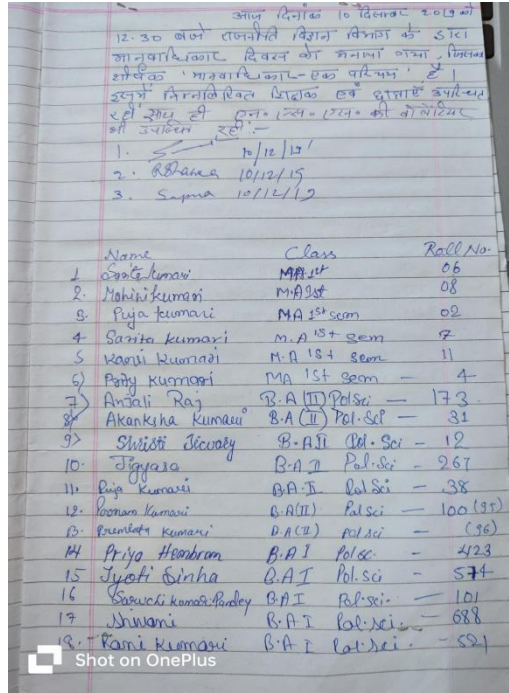 आज दिनांक 10 दिसम्बर 2019 को
12.30 बजे राजनीति विज्ञान विभाग के द्वारा
मानवाधिकार दिवस को मनाया गया, जिसका
शीर्षक 'मानवाधिकार-एक परिचय' है।
इसमें निम्नलिखित शिक्षक एवं छात्राएँ उपस्थित
रहीं साथ ही एन॰ एस॰ एस॰ की वोलेंटियर
भी उपस्थित रहीं :-
1. 10/12/19
2. 10/12/19
3. Sapna 10/12/19
Name Class Roll No.
1 kumari MA 1st 06
2. Mohini kumari M.A 1st 08
3. Puja kumari MA 1st sem 02
4 Sarita kumari M.A 1st sem 7
5 kumari M.A 1st sem 11
6) kumari MA 1st sem - 4
7) Anjali Raj B.A (II) Pol Sci - 173
8) Akanksha Kumari B.A (II) Pol. Sci - 31
9) Shristi Tiwary B.A II Pol. Sci - 12
10. Jigyasa B.A II Pol. Sci - 267
11. Puja Kumari B.A. II Pol Sci - 38
12. Poonam Kumari B.A (II) Pol sci - 100 (95)
13. Premlata kumari B.A (II) Pol sci (96)
14 Priya Hembrom B.A I Pol sc. - 423
15 Jyoti Sinha B.A I Pol. sci - 574
16 Kumari Pandey B.A I Pol. sci. - 101
17 Shivani B.A I Pol. sci. - 688
18. Rani Kumari B.A I Pol. sci. - 521
Shot on OnePlus